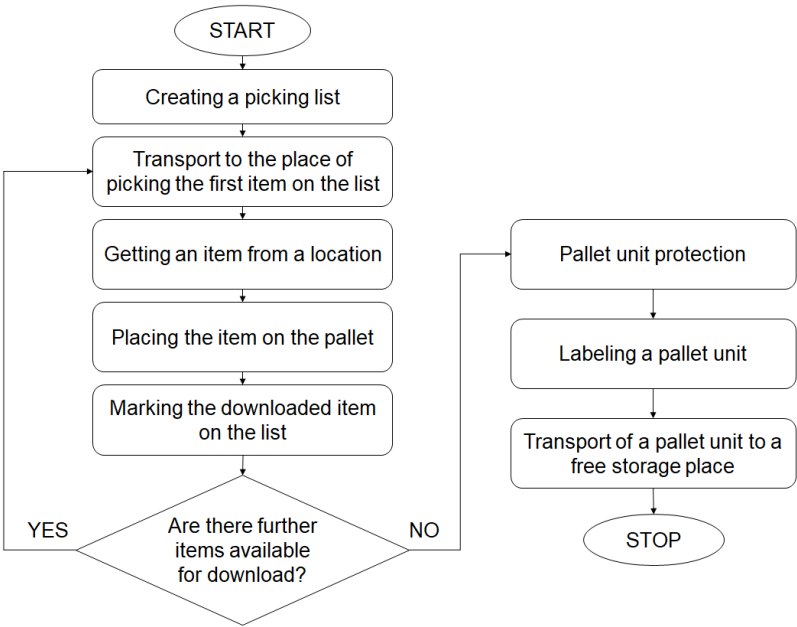 START
Creating a picking list
Transport to the place of
picking the first item on the list
Getting an item from a location
Placing the item on the pallet
Marking the downloaded item
on the list
Are there further
items available
for download?
YES
NO
Pallet unit protection
Labeling a pallet unit
Transport of a pallet unit to a
free storage place
STOP